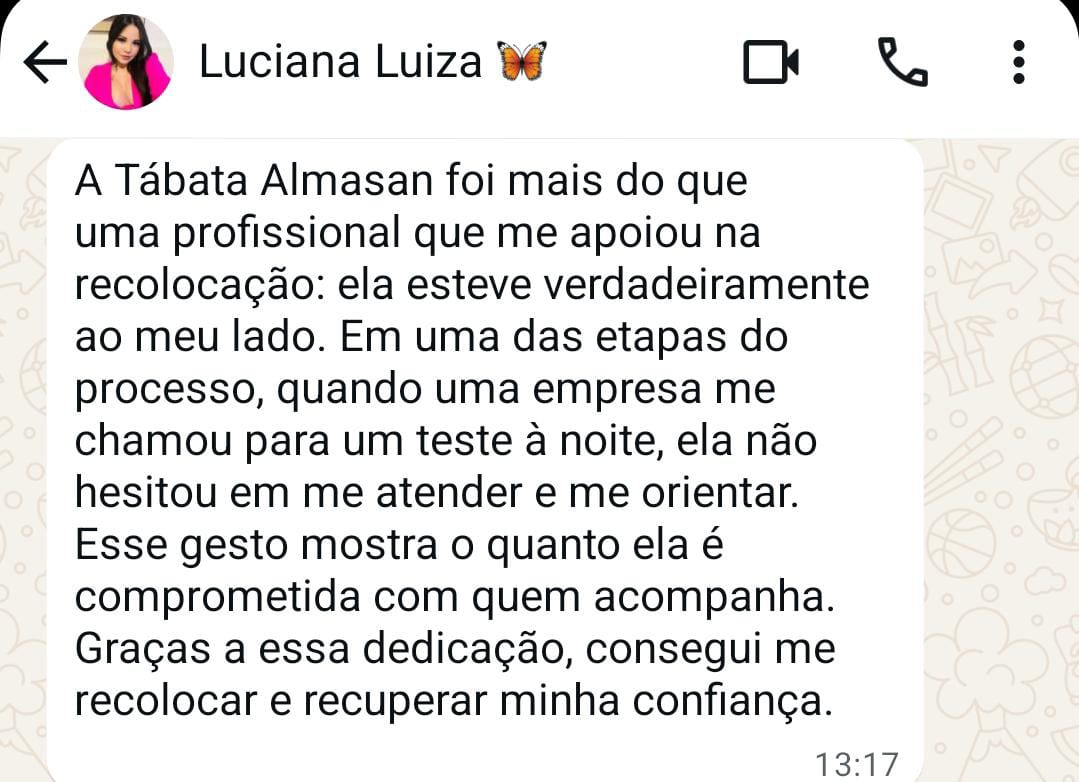 Luciana Luiza 🦋
A Tábata Almasan foi mais do que
uma profissional que me apoiou na
recolocação: ela esteve verdadeiramente
ao meu lado. Em uma das etapas do
processo, quando uma empresa me
chamou para um teste à noite, ela não
hesitou em me atender e me orientar.
Esse gesto mostra o quanto ela é
comprometida com quem acompanha.
Graças a essa dedicação, consegui me
recolocar e recuperar minha confiança.
13:17